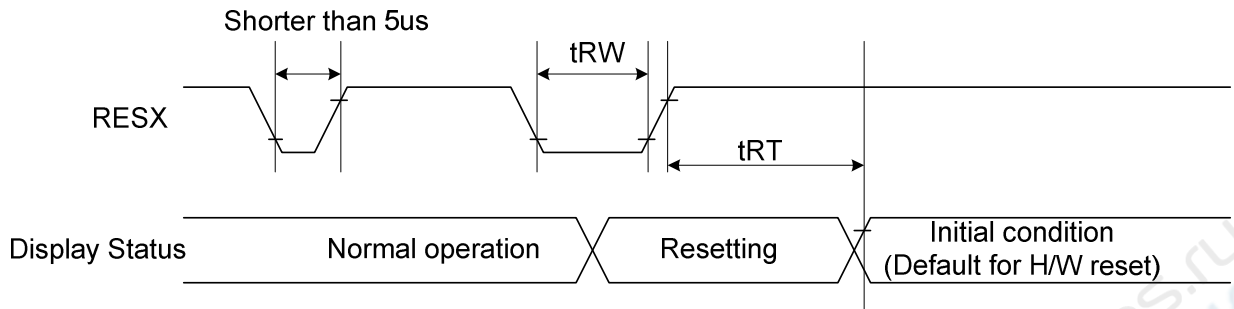 Shorter than 5us
tRW
RESX
tRT
Display Status
Normal operation
Resetting
Initial condition
(Default for H/W reset)